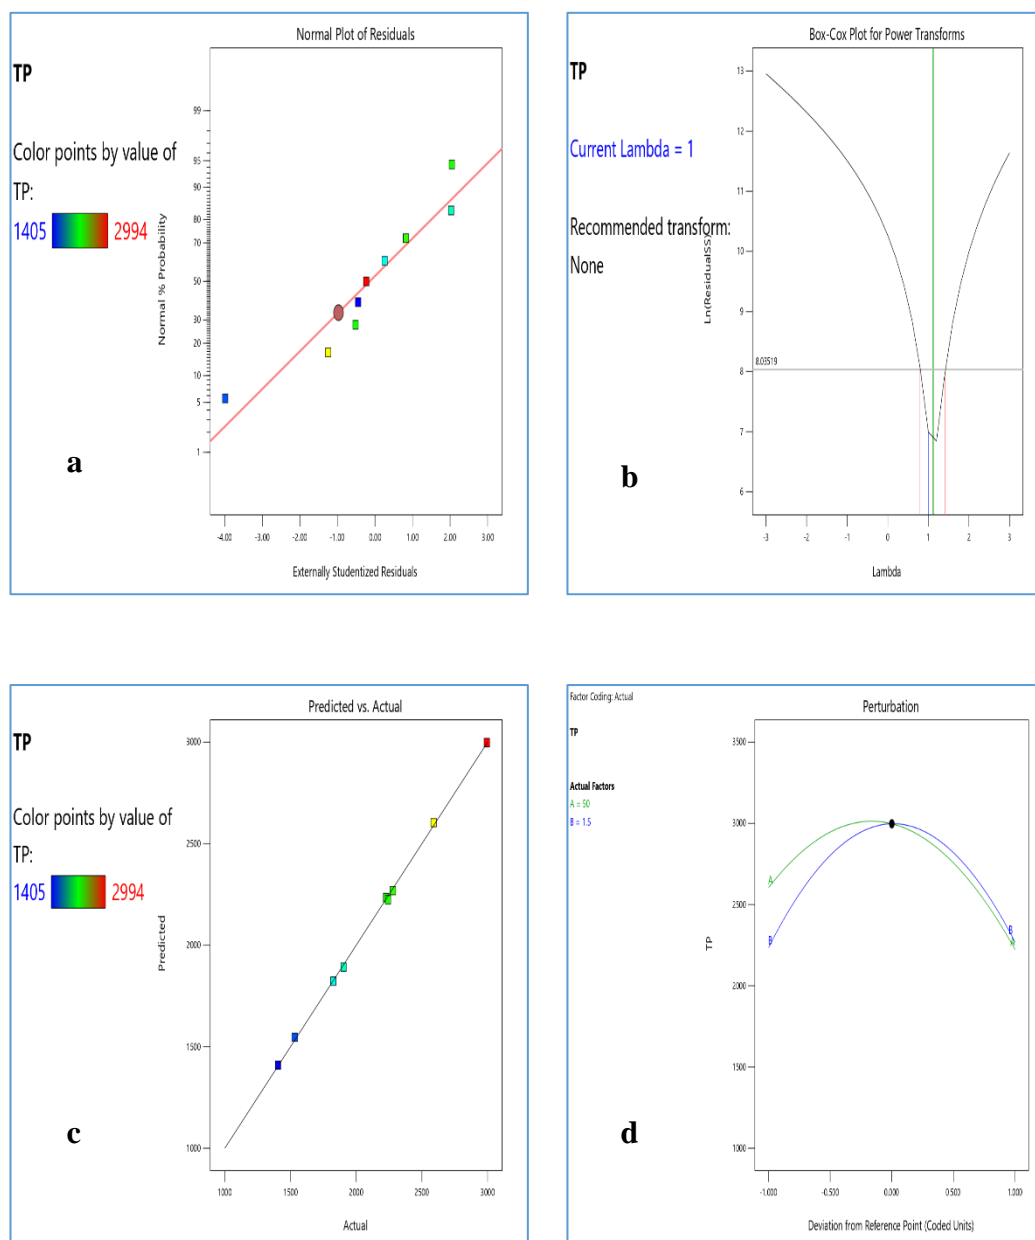 Normal Plot of Residuals
TP
Color points by value of
TP:
1405 2994
Normal % Probability
99
95
90
80
70
50
30
20
10
5
1
-4.00 -3.00 -2.00 -1.00 0.00 1.00 2.00 3.00
Externally Studentized Residuals
a
Box-Cox Plot for Power Transforms
TP
Current Lambda = 1
Recommended transform:
None
Ln(ResidualSS)
13
12
11
10
9
8
7
6
8.03519
-3 -2 -1 0 1 2 3
Lambda
b
Predicted vs. Actual
TP
Color points by value of
TP:
1405 2994
Predicted
3000
2500
2000
1500
1000
1000 1500 2000 2500 3000
Actual
c
Factor Coding: Actual
Perturbation
TP
Actual Factors
A = 50
B = 1.5
TP
3500
3000
2500
2000
1500
1000
A
B
B
A
-1.000 -0.500 0.000 0.500 1.000
Deviation from Reference Point (Coded Units)
d